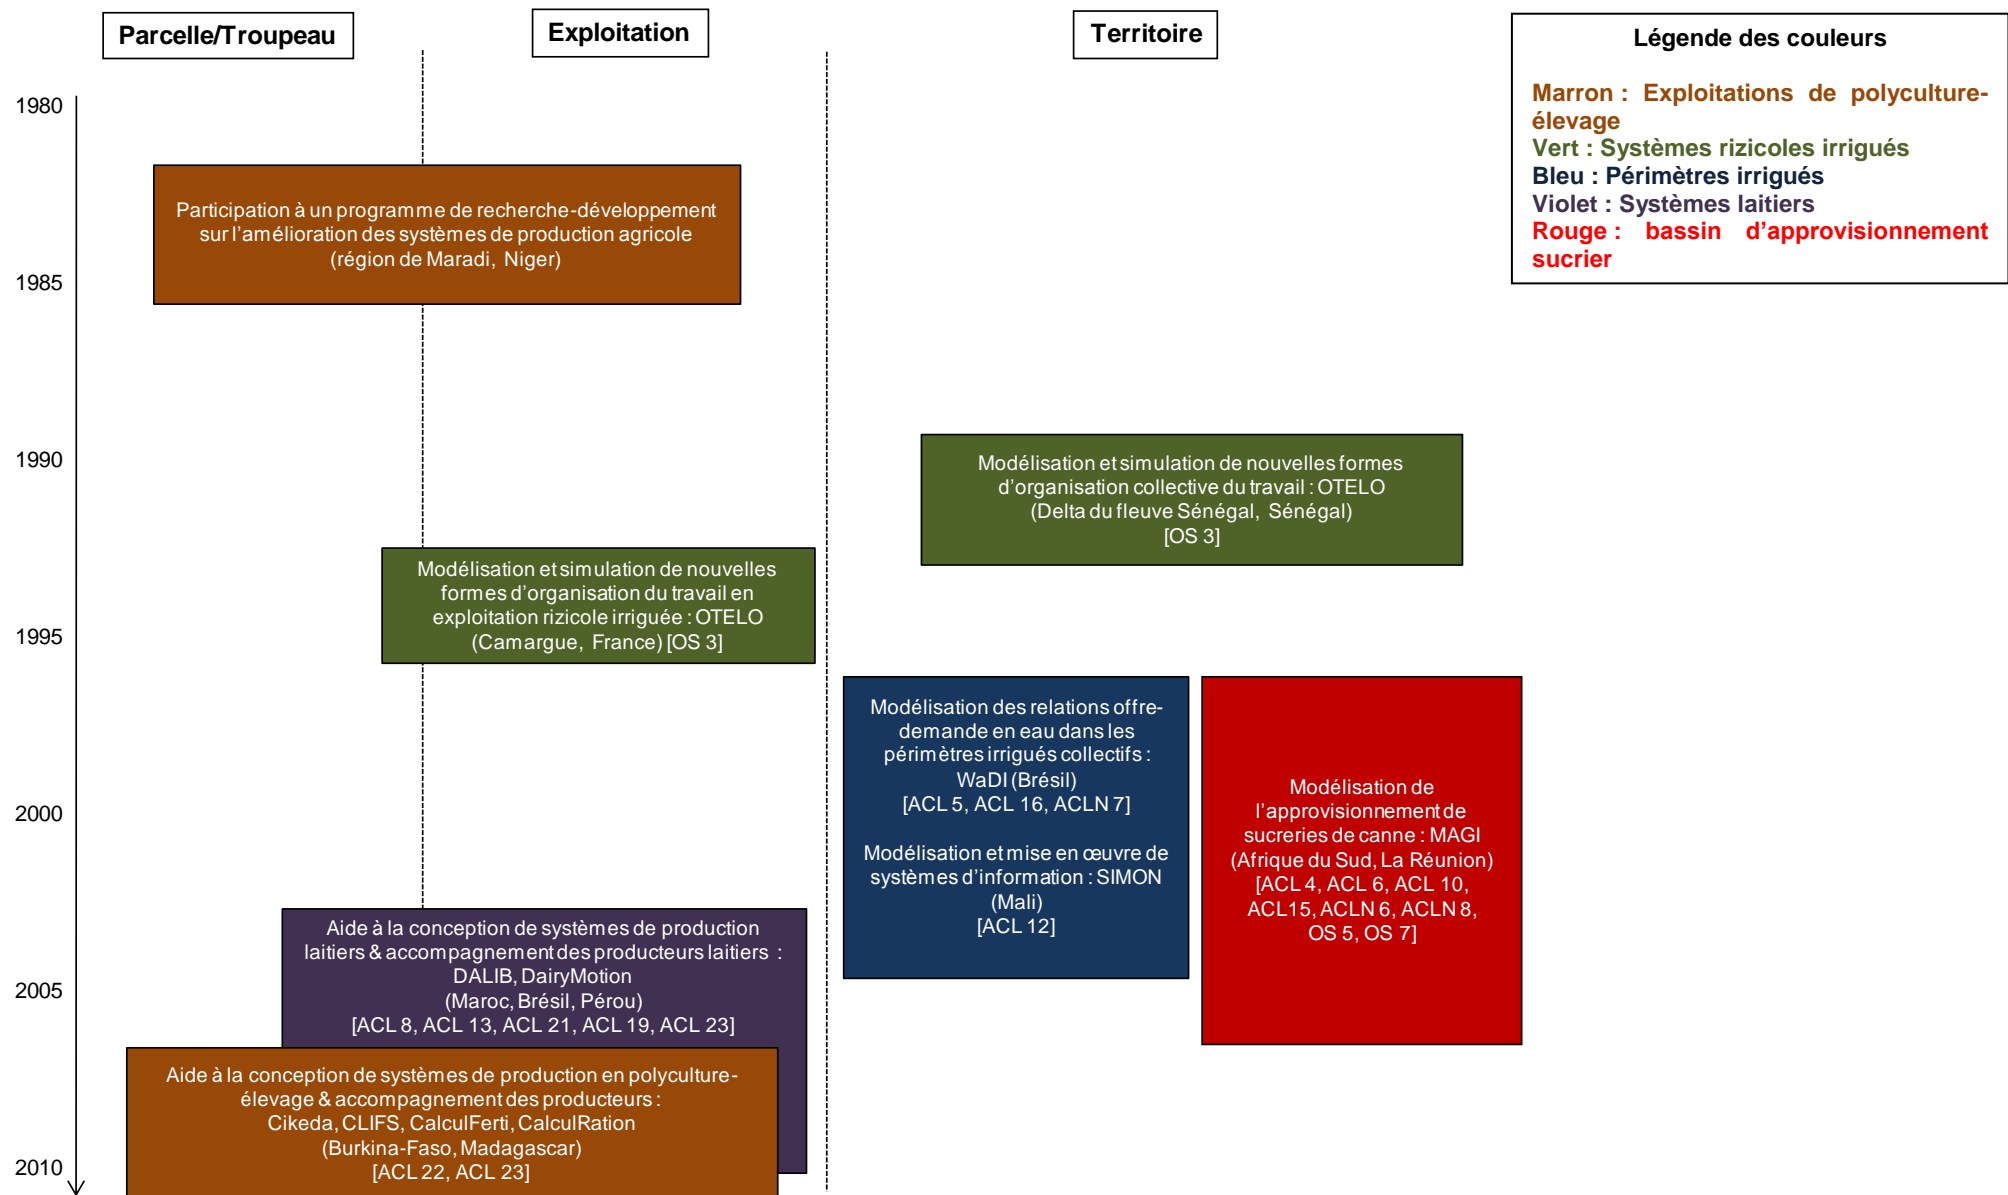 Parcelle/Troupeau
Exploitation
Territoire
Légende des couleurs
Marron : Exploitations de polyculture-
élevage
Vert : Systèmes rizicoles irrigués
Bleu : Périmètres irrigués
Violet : Systèmes laitiers
Rouge : bassin d'approvisionnement
sucrier
1980
1985
1990
1995
2000
2005
2010
Participation à un programme de recherche-développement
sur l'amélioration des systèmes de production agricole
(région de Maradi, Niger)
Modélisation et simulation de nouvelles formes
d'organisation collective du travail : OTELO
(Delta du fleuve Sénégal, Sénégal)
[OS 3]
Modélisation et simulation de nouvelles
formes d'organisation du travail en
exploitation rizicole irriguée : OTELO
(Camargue, France) [OS 3]
Modélisation des relations offre-
demande en eau dans les
périmètres irrigués collectifs :
WaDI (Brésil)
[ACL 5, ACL 16, ACLN 7]
Modélisation et mise en œuvre de
systèmes d'information : SIMON
(Mali)
[ACL 12]
Modélisation de
l'approvisionnement de
sucreries de canne : MAGI
(Afrique du Sud, La Réunion)
[ACL 4, ACL 6, ACL 10,
ACL15, ACLN 6, ACLN 8,
OS 5, OS 7]
Aide à la conception de systèmes de production
laitiers & accompagnement des producteurs laitiers :
DALIB, DairyMotion
(Maroc, Brésil, Pérou)
[ACL 8, ACL 13, ACL 21, ACL 19, ACL 23]
Aide à la conception de systèmes de production en polyculture-
élevage & accompagnement des producteurs :
Cikeda, CLIFS, CalculFerti, CalculRation
(Burkina-Faso, Madagascar)
[ACL 22, ACL 23]